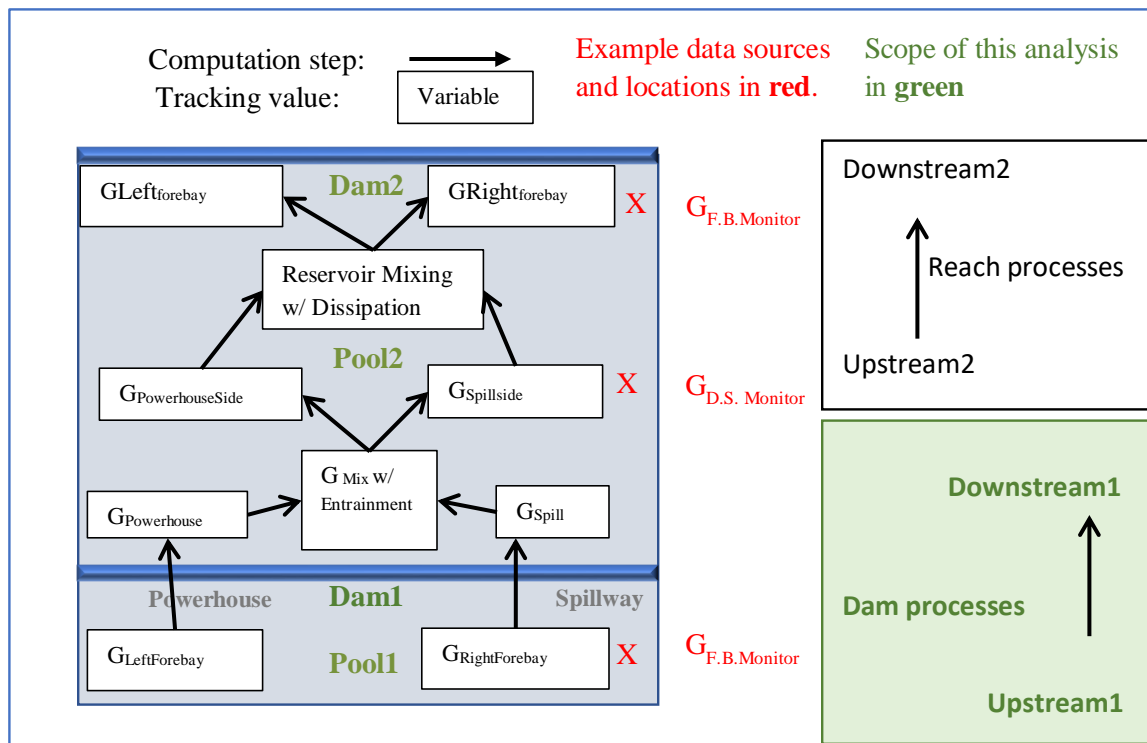 Computation step:
Tracking value:
Variable
Example data sources
and locations in red.
Scope of this analysis
in green
GLeftforebay
Dam2
GRightforebay
X
GF.B.Monitor
Reservoir Mixing
w/ Dissipation
Pool2
GPowerhouseSide
GSpillside
X
GD.S. Monitor
G Mix w/
Entrainment
GPowerhouse
GSpill
Powerhouse
Dam1
Spillway
GLeftForebay
Pool1
GRightForebay
X
GF.B.Monitor
Downstream2
Reach processes
Upstream2
Downstream1
Dam processes
Upstream1